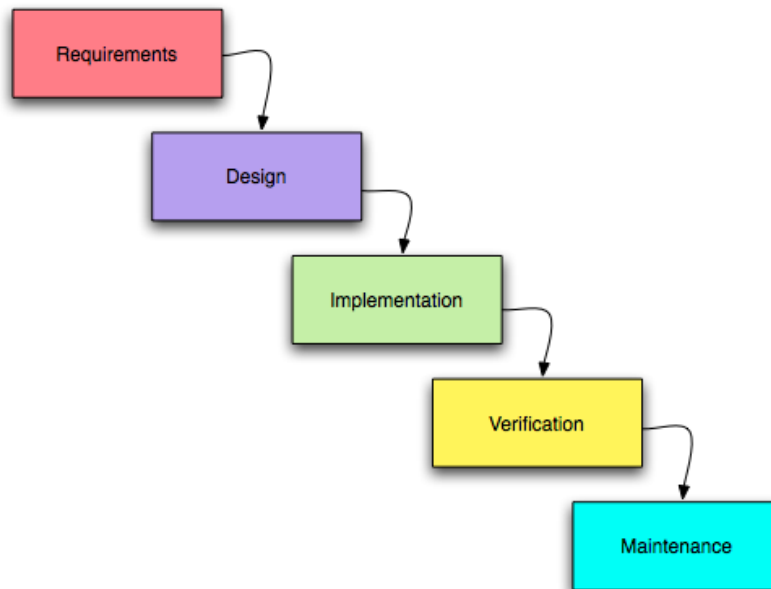 Requirements
Design
Implementation
Verification
Maintenance